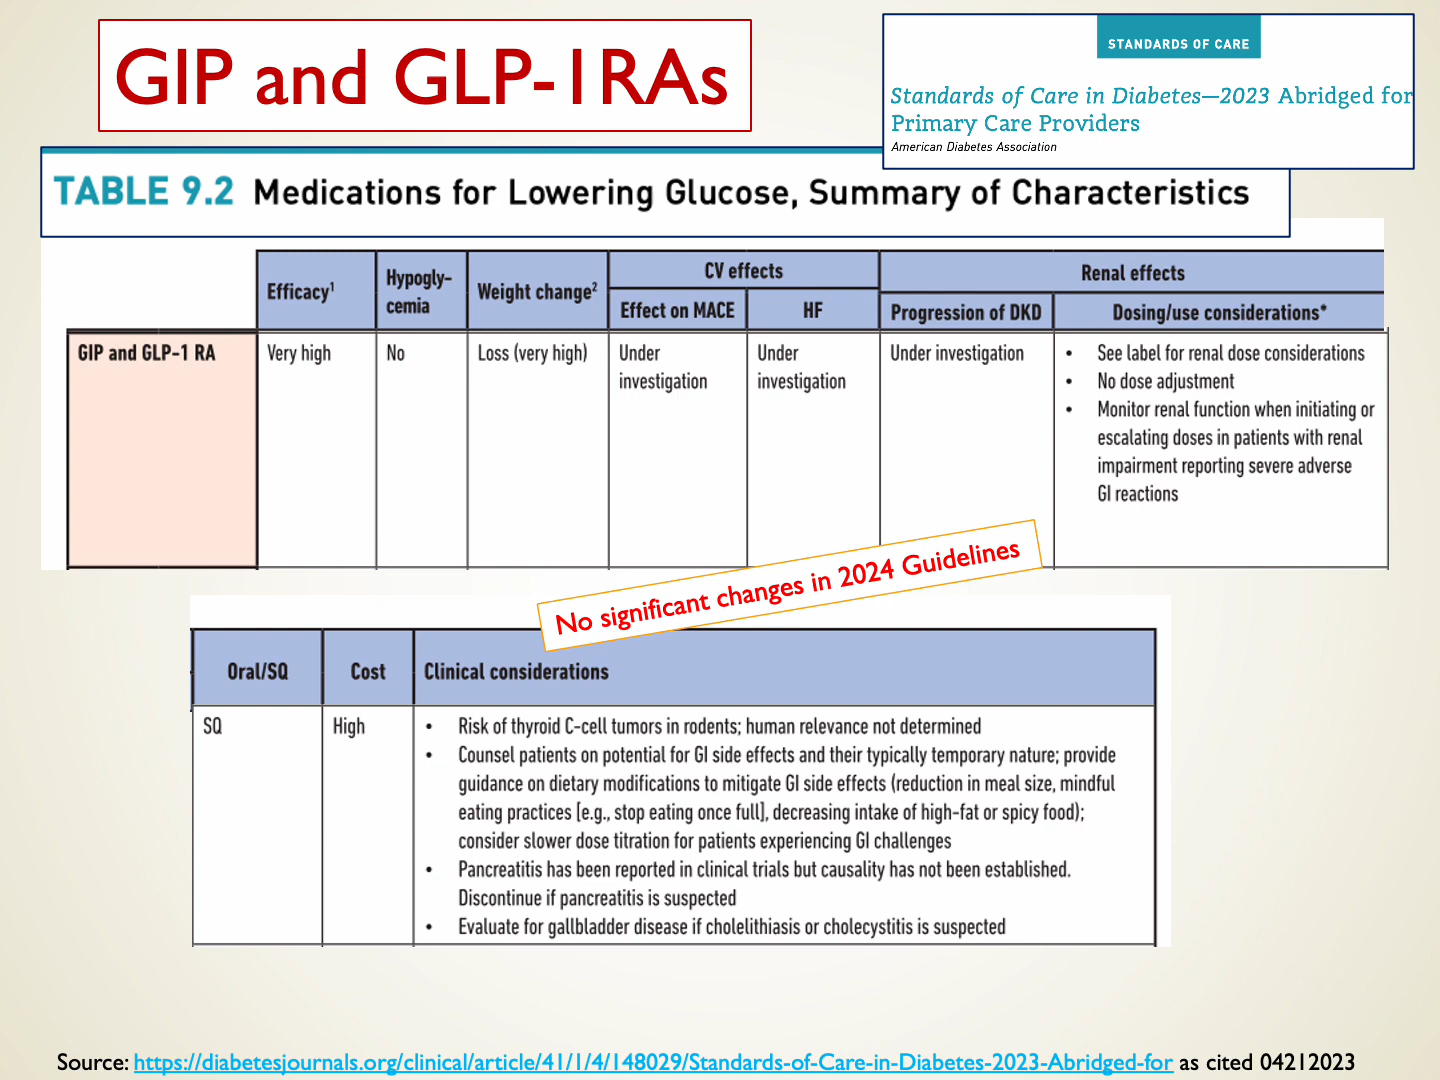 GIP and GLP-1RAs
STANDARDS OF CARE
Standards of Care in Diabetes—2023 Abridged for
Primary Care Providers
American Diabetes Association
TABLE 9.2 Medications for Lowering Glucose, Summary of Characteristics
Efficacy¹
Hypogly-
cemia
Weight change²
CV effects
Renal effects
Effect on MACE
HF
Progression of DKD
Dosing/use considerations*
GIP and GLP-1 RA
Very high
No
Loss (very high)
Under
investigation
Under
investigation
Under investigation
• See label for renal dose considerations
• No dose adjustment
• Monitor renal function when initiating or
escalating doses in patients with renal
impairment reporting severe adverse
GI reactions
No significant changes in 2024 Guidelines
Oral/SQ
Cost
Clinical considerations
SQ
High
• Risk of thyroid C-cell tumors in rodents; human relevance not determined
• Counsel patients on potential for GI side effects and their typically temporary nature; provide
guidance on dietary modifications to mitigate GI side effects (reduction in meal size, mindful
eating practices [e.g., stop eating once full], decreasing intake of high-fat or spicy food);
consider slower dose titration for patients experiencing GI challenges
• Pancreatitis has been reported in clinical trials but causality has not been established.
Discontinue if pancreatitis is suspected
• Evaluate for gallbladder disease if cholelithiasis or cholecystitis is suspected
Source: https://diabetesjournals.org/clinical/article/41/1/4/148029/Standards-of-Care-in-Diabetes-2023-Abridged-for as cited 04212023